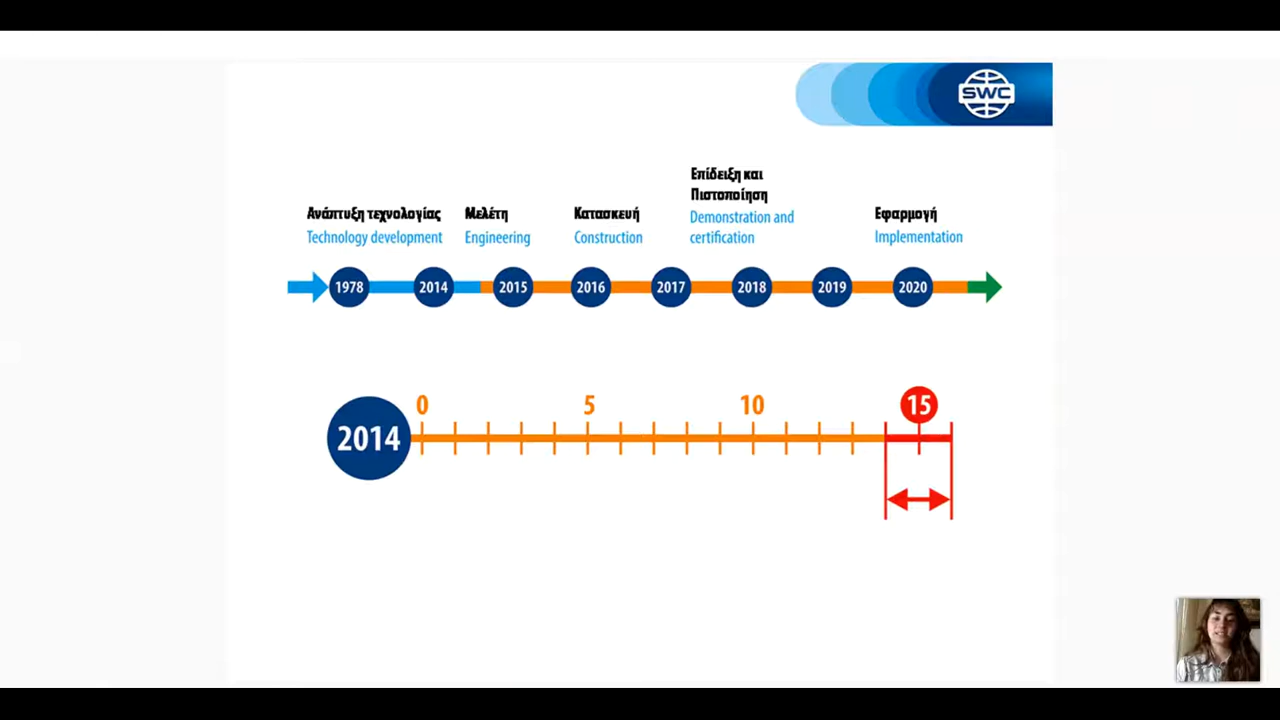 SWC
Επίδειξη και
Πιστοποίηση
Ανάπτυξη τεχνολογίας Μελέτη Κατασκευή Demonstration and Εφαρμογή
Technology development Engineering Construction certification Implementation
1978 2014 2015 2016 2017 2018 2019 2020
0 5 10 15
2014